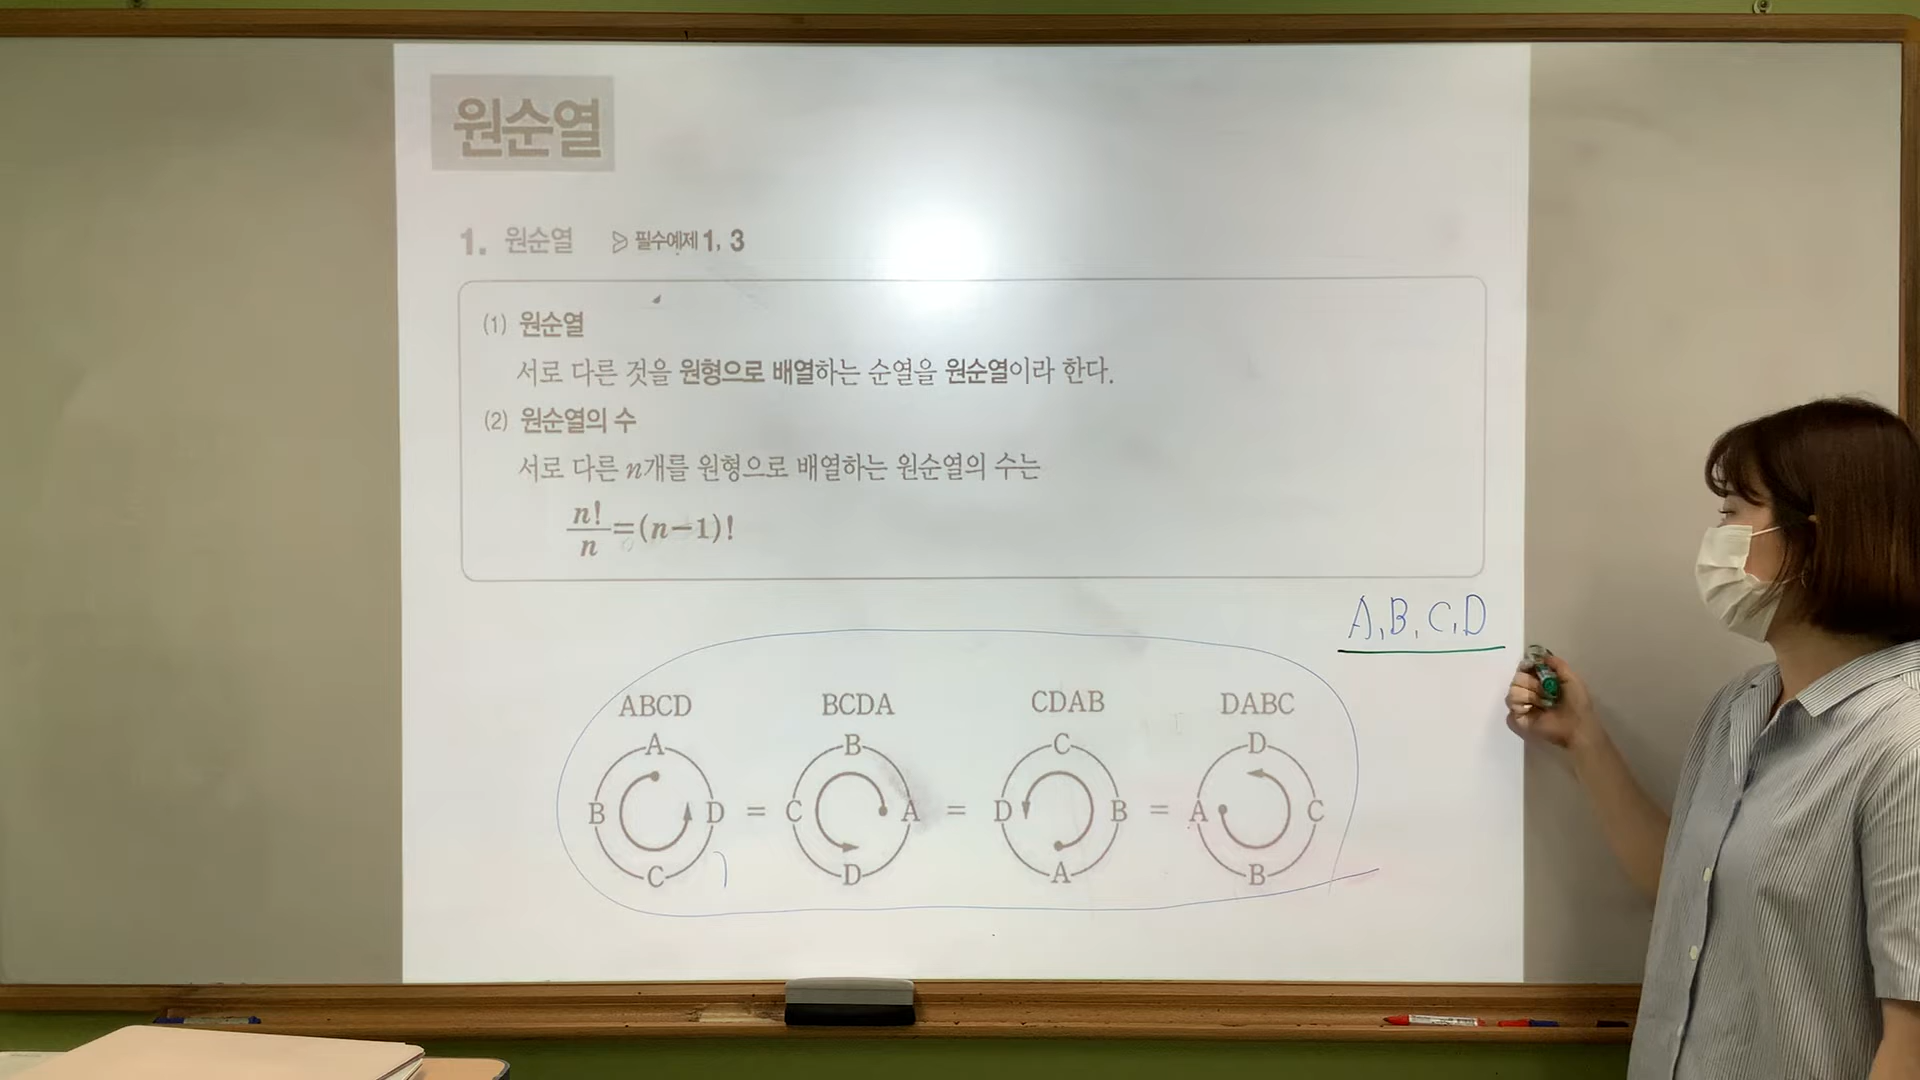 원순열
1. 원순열 ▷ 필수예제 1, 3
(1) 원순열
서로 다른 것을 원형으로 배열하는 순열을 원순열이라 한다.
(2) 원순열의 수
서로 다른 n개를 원형으로 배열하는 원순열의 수는
n!/n=(n-1)!
A, B, C, D
ABCD BCDA CDAB DABC
A B C D
B D = C A = D B = A C
C D A B